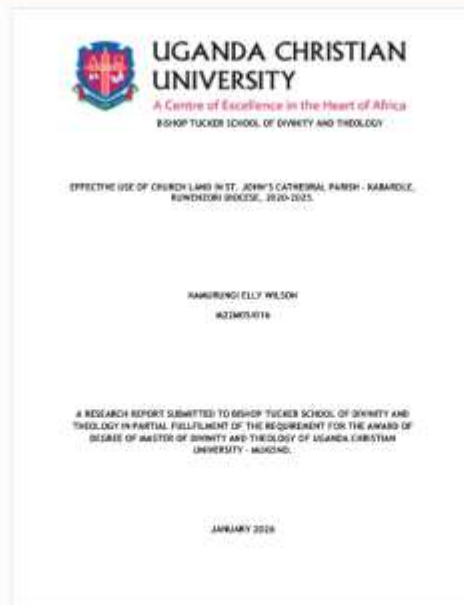 UGANDA CHRISTIAN
UNIVERSITY
A Centre of Excellence in the Heart of Africa
BISHOP TUCKER SCHOOL OF DIVINITY AND THEOLOGY
EFFECTIVE USE OF CHURCH LAND IN ST. JOHN'S CATHEDRAL PARISH - KABAROLE,
RUWENZORI DIOCESE, 2020-2025.
ELLY WILSON
A RESEARCH REPORT SUBMITTED TO BISHOP TUCKER SCHOOL OF DIVINITY AND
THEOLOGY IN PARTIAL FULLFILMENT OF THE REQUIREMENT FOR THE AWARD OF
DEGREE OF MASTER OF DIVINITY AND THEOLOGY OF UGANDA CHRISTIAN
UNIVERSITY - MUKONO.
JANUARY 2026